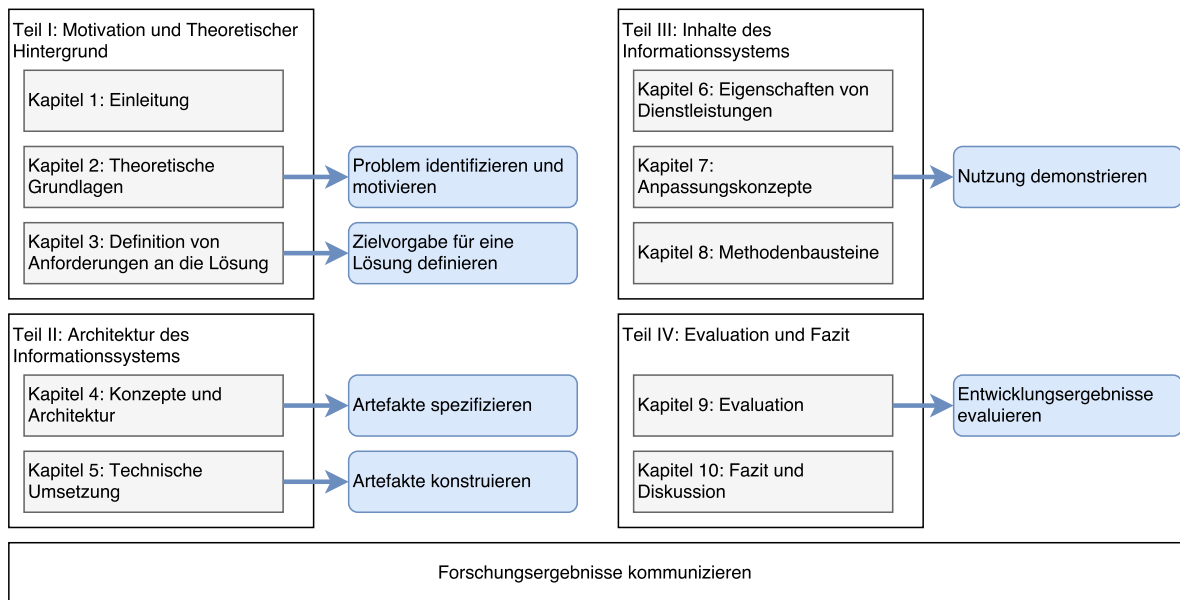 Teil I: Motivation und Theoretischer
Hintergrund
Kapitel 1: Einleitung
Kapitel 2: Theoretische
Grundlagen
Problem identifizieren und
motivieren
Kapitel 3: Definition von
Anforderungen an die Lösung
Zielvorgabe für eine
Lösung definieren
Teil II: Architektur des
Informationssystems
Kapitel 4: Konzepte und
Architektur
Artefakte spezifizieren
Kapitel 5: Technische
Umsetzung
Artefakte konstruieren
Teil III: Inhalte des
Informationssystems
Kapitel 6: Eigenschaften von
Dienstleistungen
Kapitel 7:
Anpassungskonzepte
Nutzung demonstrieren
Kapitel 8: Methodenbausteine
Teil IV: Evaluation und Fazit
Kapitel 9: Evaluation
Entwicklungsergebnisse
evaluieren
Kapitel 10: Fazit und
Diskussion
Forschungsergebnisse kommunizieren